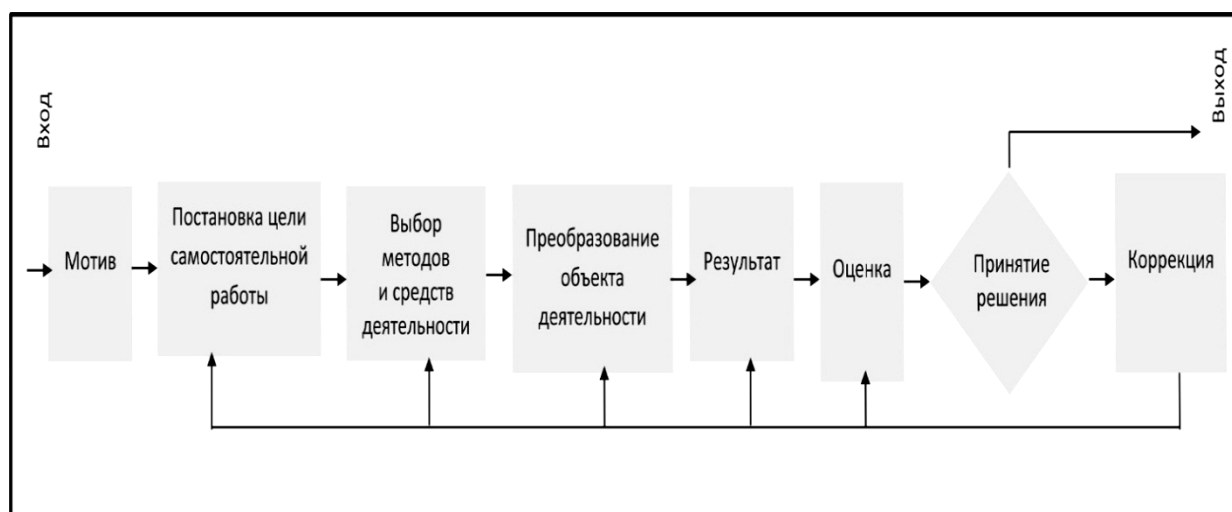 Вход
Мотив
Постановка цели
самостоятельной
работы
Выбор
методов
и средств
деятельности
Преобразование
объекта
деятельности
Результат
Оценка
Принятие
решения
Коррекция
Выход